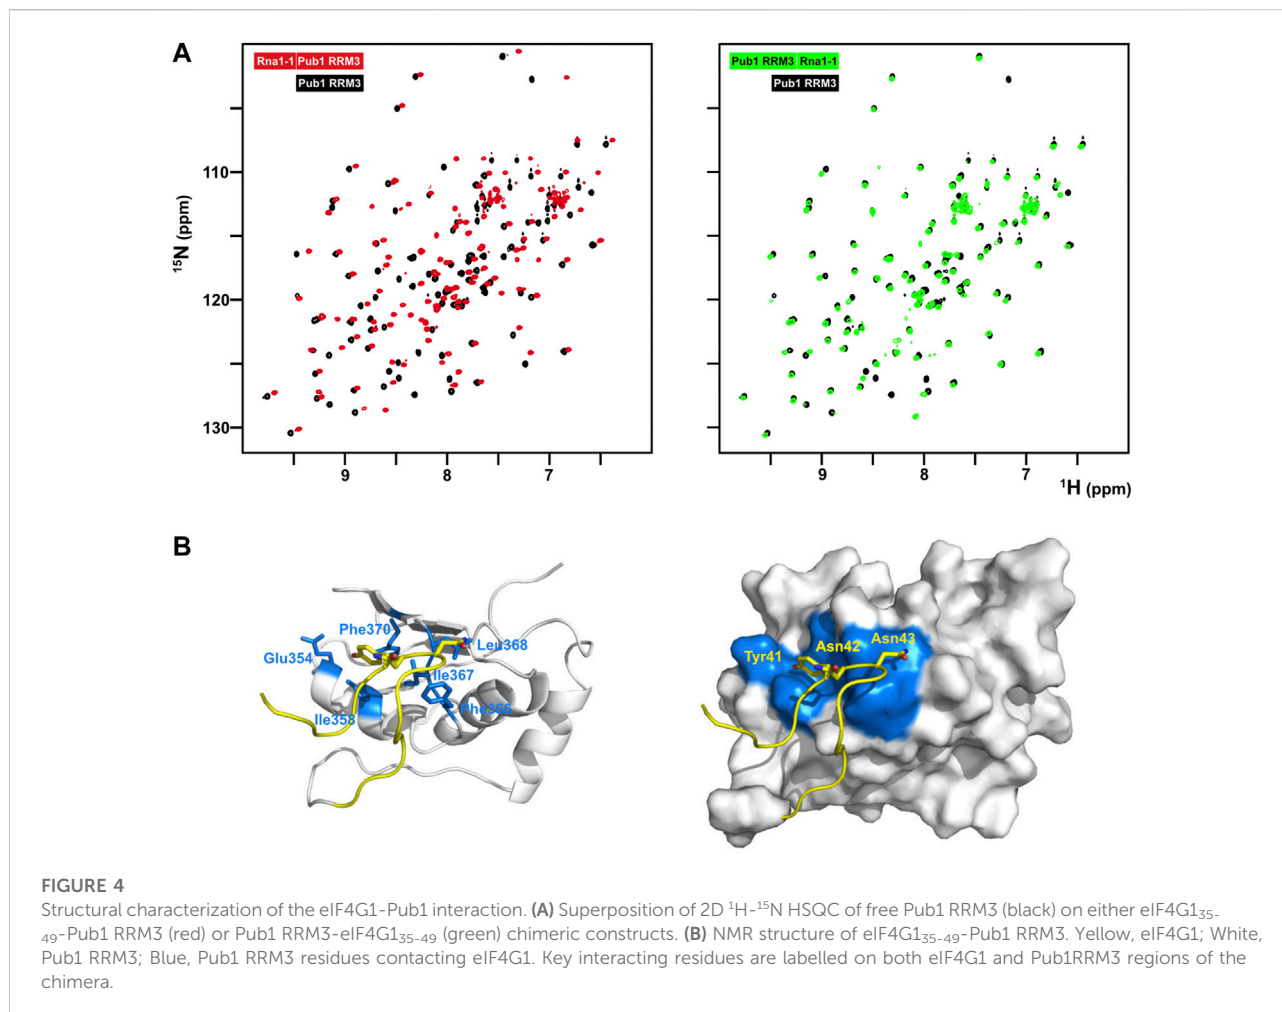 A
Rna1-1 Pub1 RRM3
Pub1 RRM3
Pub1 RRM3 Rna1-1
Pub1 RRM3
110
120
130
¹⁵N (ppm)
9 8 7
9 8 7
¹H (ppm)
B
Phe370
Glu354
Leu368
Ile367
Ile358
Phe366
Tyr41
Asn42
Asn43
FIGURE 4
Structural characterization of the eIF4G1-Pub1 interaction. (A) Superposition of 2D ¹H-¹⁵N HSQC of free Pub1 RRM3 (black) on either eIF4G1₃₅₋
₄₉-Pub1 RRM3 (red) or Pub1 RRM3-eIF4G1₃₅₋₄₉ (green) chimeric constructs. (B) NMR structure of eIF4G1₃₅₋₄₉-Pub1 RRM3. Yellow, eIF4G1; White,
Pub1 RRM3; Blue, Pub1 RRM3 residues contacting eIF4G1. Key interacting residues are labelled on both eIF4G1 and Pub1RRM3 regions of the
chimera.